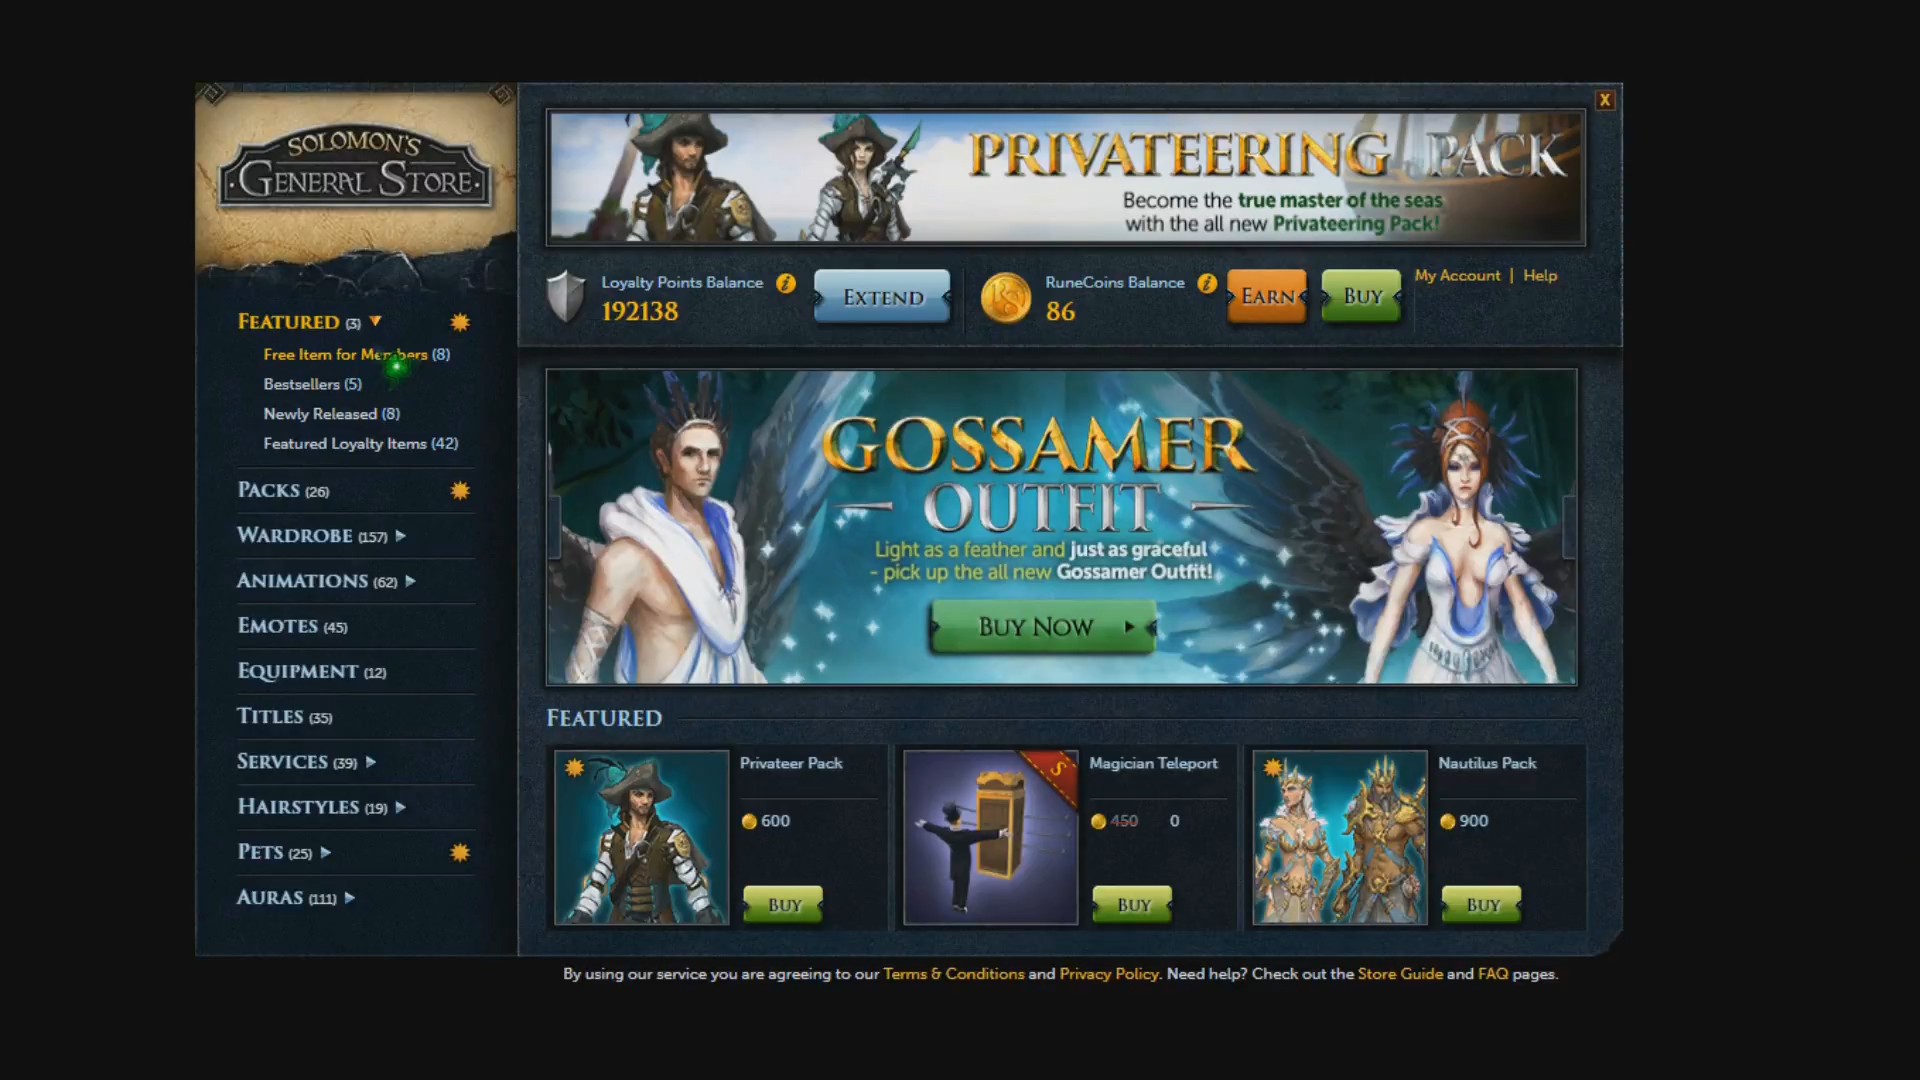 SOLOMON'S
GENERAL STORE
X
PRIVATEERING PACK
Become the true master of the seas
with the all new Privateering Pack!
Loyalty Points Balance
192138
EXTEND
RuneCoins Balance
86
EARN
BUY
My Account | Help
FEATURED (3)
Free Item for Members (8)
Bestsellers (5)
Newly Released (8)
Featured Loyalty Items (42)
PACKS (26)
WARDROBE (157)
ANIMATIONS (62)
EMOTES (45)
EQUIPMENT (12)
TITLES (35)
SERVICES (39)
HAIRSTYLES (19)
PETS (25)
AURAS (111)
GOSSAMER
OUTFIT
Light as a feather and just as graceful
- pick up the all new Gossamer Outfit!
BUY NOW
FEATURED
Privateer Pack
600
BUY
Magician Teleport
450 0
BUY
Nautilus Pack
900
BUY
By using our service you are agreeing to our Terms & Conditions and Privacy Policy. Need help? Check out the Store Guide and FAQ pages.